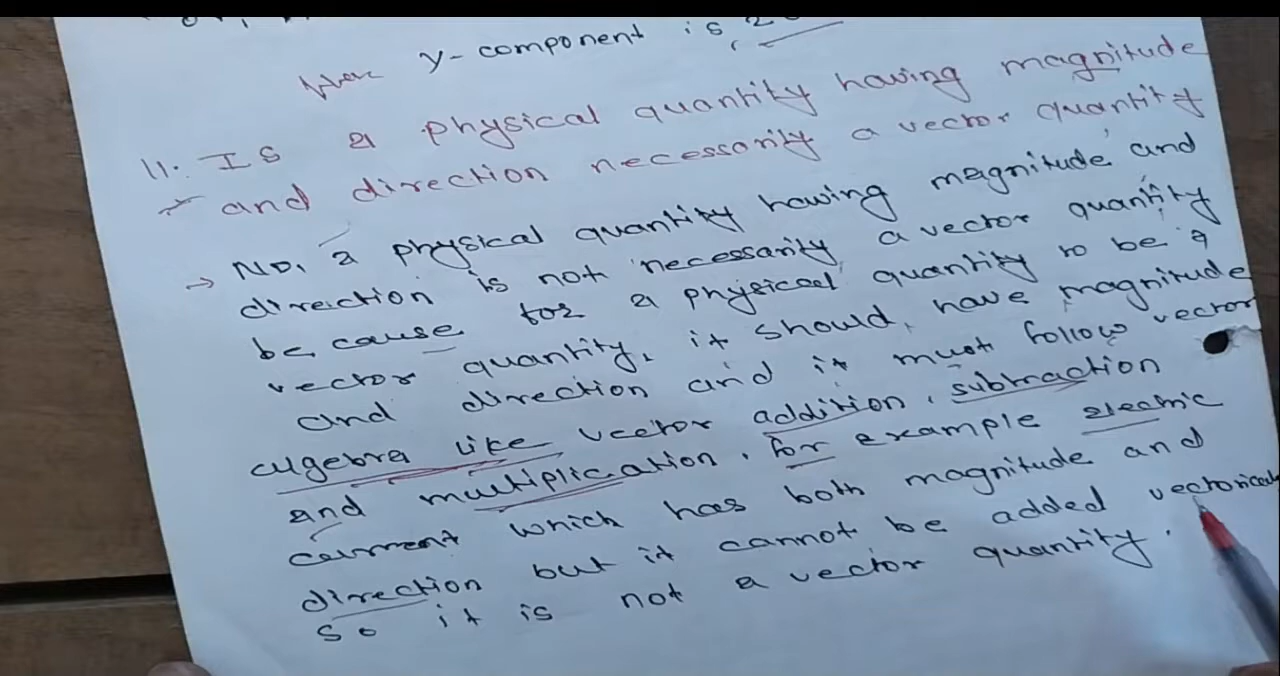 y-component is
11. Is a physical quantity having magnitude
and direction necessarity a vector quantity
→ No, a physical quantity having magnitude and
direction is not necessarity a vector quantity
because for a physical quantity to be a
vector quantity, it should, have magnitude
and direction and it must follow vector
algebra like vector addition, subtraction
and multiplication. for example electric
current which has both magnitude and
direction but it cannot be added vectorically
so it is not a vector quantity.